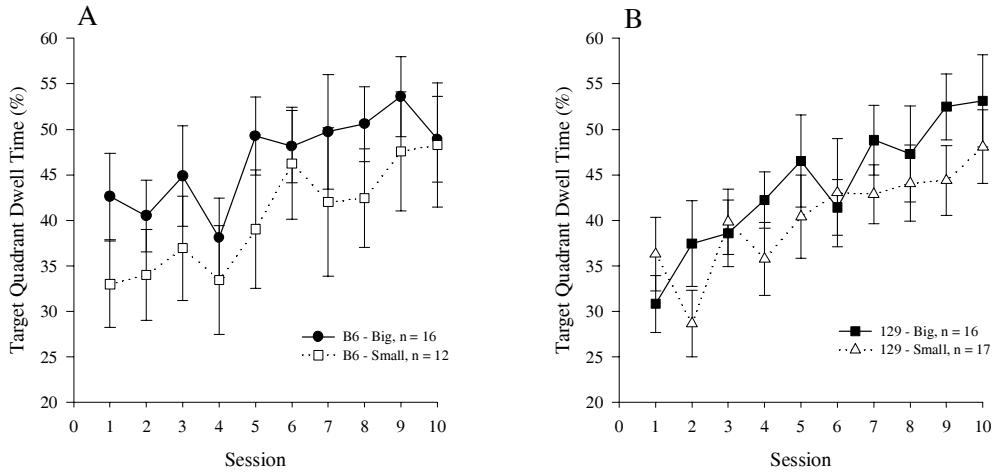 A
Target Quadrant Dwell Time (%)
60
55
50
45
40
35
30
25
20
B6 - Big, n = 16
B6 - Small, n = 12
0 1 2 3 4 5 6 7 8 9 10
Session
B
Target Quadrant Dwell Time (%)
60
55
50
45
40
35
30
25
20
129 - Big, n = 16
129 - Small, n = 17
0 1 2 3 4 5 6 7 8 9 10
Session